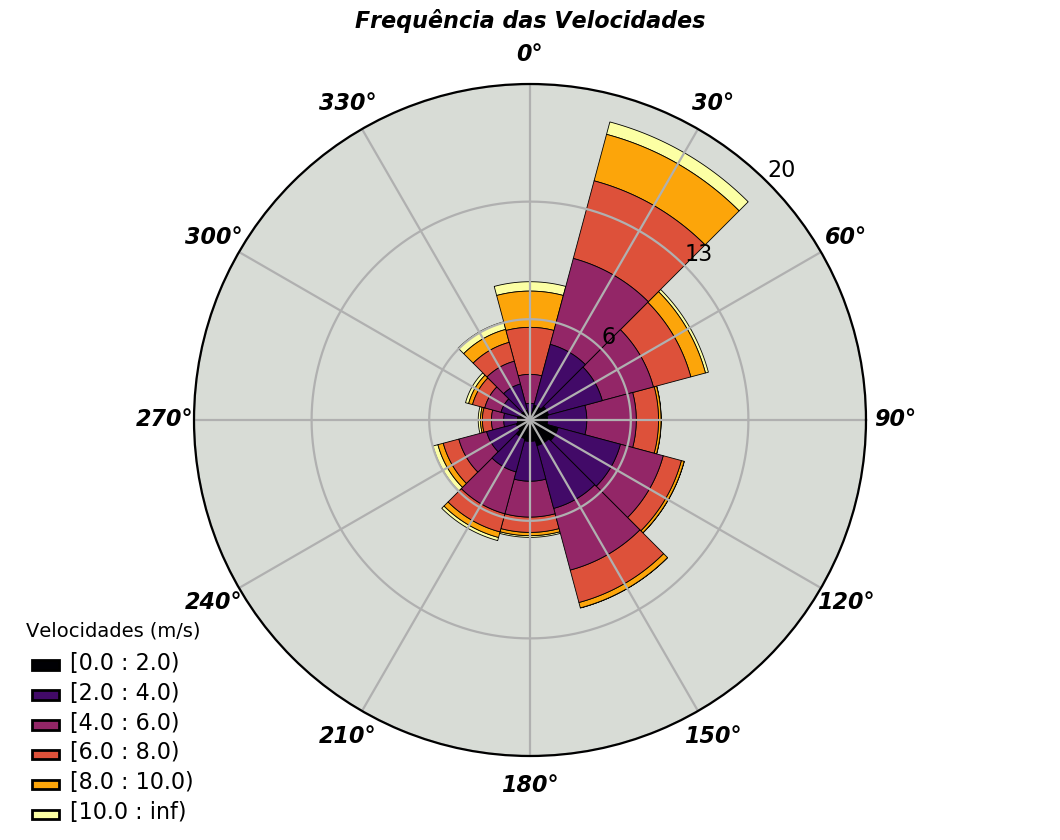 Frequência das Velocidades
0°
330°
30°
20
300°
60°
13
6
270°
90°
240°
120°
210°
150°
180°
Velocidades (m/s)
[0.0 : 2.0)
[2.0 : 4.0)
[4.0 : 6.0)
[6.0 : 8.0)
[8.0 : 10.0)
[10.0 : inf)